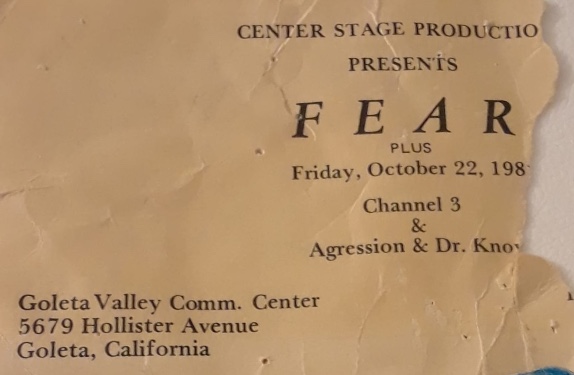 CENTER STAGE PRODUCTIO
PRESENTS
FEAR
PLUS
Friday, October 22, 198
Channel 3
&
Agression & Dr. Kno
Goleta Valley Comm. Center
5679 Hollister Avenue
Goleta, California